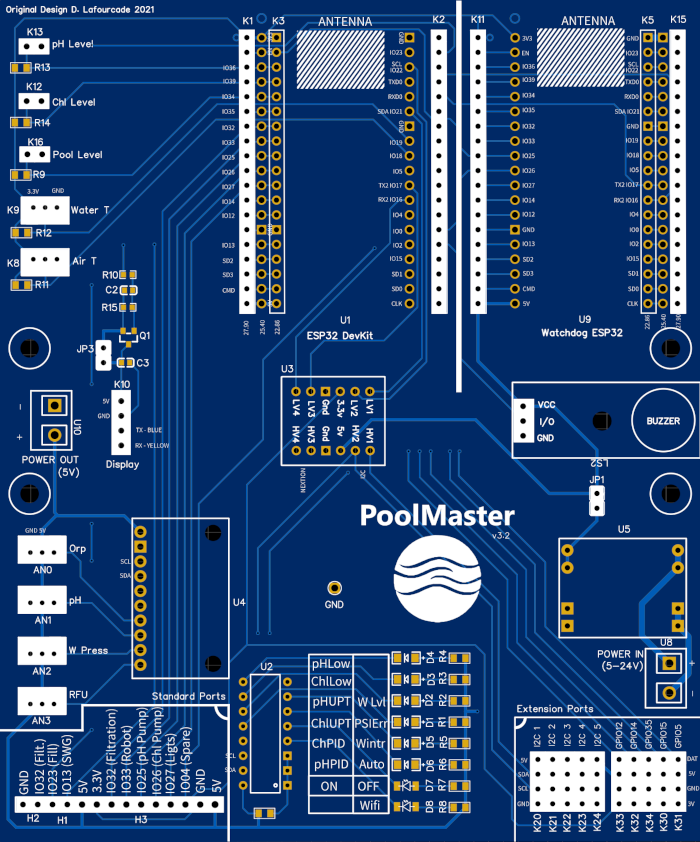 Original Design D. Lafourcade 2021
K13
pH Level
R13
K12
Chl Level
R14
K16
Pool Level
R9
3.3V GND
K9
Water T
R12
K8
Air T
R11
K1
K3
ANTENNA
K2
IO36
IO39
IO34
IO35
IO32
IO33
IO25
IO26
IO27
IO14
IO12
IO13
SD2
SD3
CMD
27.90
25.40
22.86
GND
IO23
SCL
IO22
TXD0
RXD0
SDA IO21
GND
IO19
IO18
IO5
TX2 IO17
RX2 IO16
IO4
IO0
IO2
IO15
SD1
SD0
CLK
U1
ESP32 DevKit
K11
ANTENNA
K5
K15
3V3
EN
IO36
IO39
IO34
IO35
IO32
IO33
IO25
IO26
IO27
IO14
IO12
GND
IO13
SD2
SD3
CMD
5V
GND
IO23
SCL
IO22
TXD0
RXD0
SDA IO21
GND
IO19
IO18
IO5
TX2 IO17
RX2 IO16
IO4
IO0
IO2
IO15
SD1
SD0
CLK
22.86
25.40
27.90
U9
Watchdog ESP32
R10
C2
R15
Q1
JP3
C3
K10
5V
GND
TX - BLUE
RX - YELLOW
Display
U10
POWER OUT
(5V)
U3
LV4 LV3 Gnd 3-3v LV2 LV1
HV4 HV3 Gnd 5v HV2 HV1
NEXTION
I2C
VCC
I/O
GND
BUZZER
LS2
JP1
U5
PoolMaster
v3.2
GND
GND 5V
Orp
AN0
pH
AN1
W Press
AN2
RFU
AN3
SCL
SDA
U4
U8
POWER IN
(5-24V)
Standard Ports
GND
IO32 (Filt.)
IO23 (Fill)
IO13 (SWG)
5V
3.3V
IO32 (Filtration)
IO33 (Robot)
IO25 (pH Pump)
IO26 (Chl Pump)
IO27 (Ligts)
IO04 (Spare)
GND
5V
H2
H1
H3
U2
SCL
SDA
pHLow
D4 R4
ChlLow
D3 R3
pHUPT W Lvl
D2 R2
ChlUPT PSIErr
D1 R1
ChPID Wintr
D5 R5
pHPID Auto
D6 R6
ON OFF
D7 R7
Wifi
D8 R8
Extension Ports
I2C 1
I2C 2
I2C 3
I2C 4
I2C 5
GPIO12
GPIO14
GPIO35
GPIO15
GPIO5
5V
SDA
SCL
GND
DAT
5V
GND
3V
K20
K21
K22
K23
K24
K33
K32
K34
K30
K31